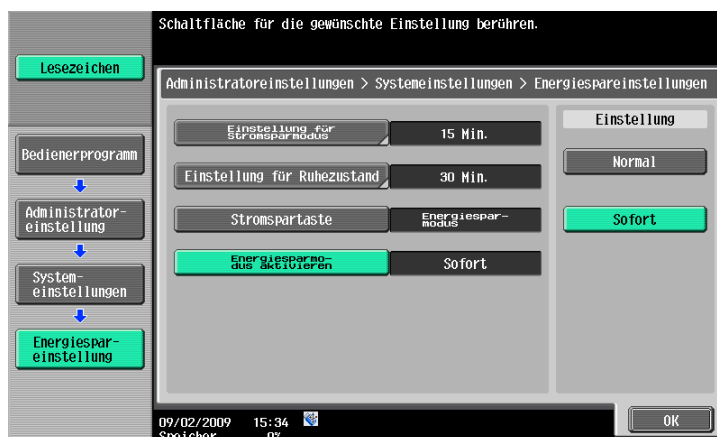 Schaltfläche für die gewünschte Einstellung berühren.
Lesezeichen
Administratoreinstellungen > Systemeinstellungen > Energiespareinstellungen
Bedienerprogramm
Administrator-
einstellung
System-
einstellungen
Energiespar-
einstellung
Einstellung für
Stromsparmodus
15 Min.
Einstellung für Ruhezustand
30 Min.
Stromspartaste
Energiespar-
modus
Energiesparmo-
dus aktivieren
Sofort
Einstellung
Normal
Sofort
09/02/2009 15:34
Speicher 0%
OK